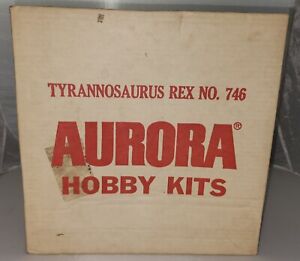 TYRANNOSAURUS REX NO. 746
AURORA®
HOBBY KITS